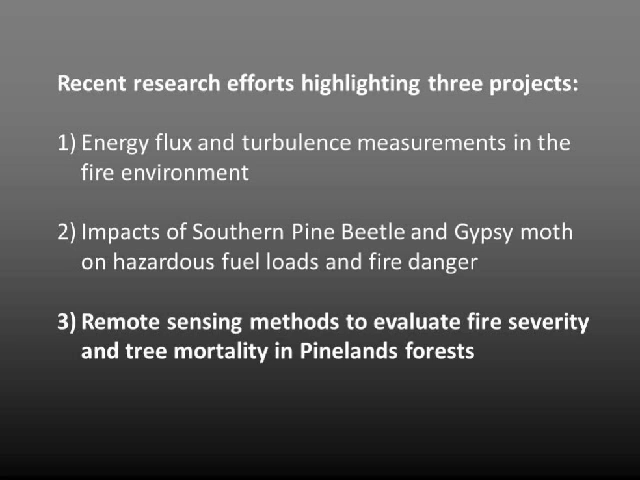 Recent research efforts highlighting three projects:
1) Energy flux and turbulence measurements in the
fire environment
2) Impacts of Southern Pine Beetle and Gypsy moth
on hazardous fuel loads and fire danger
3) Remote sensing methods to evaluate fire severity
and tree mortality in Pinelands forests